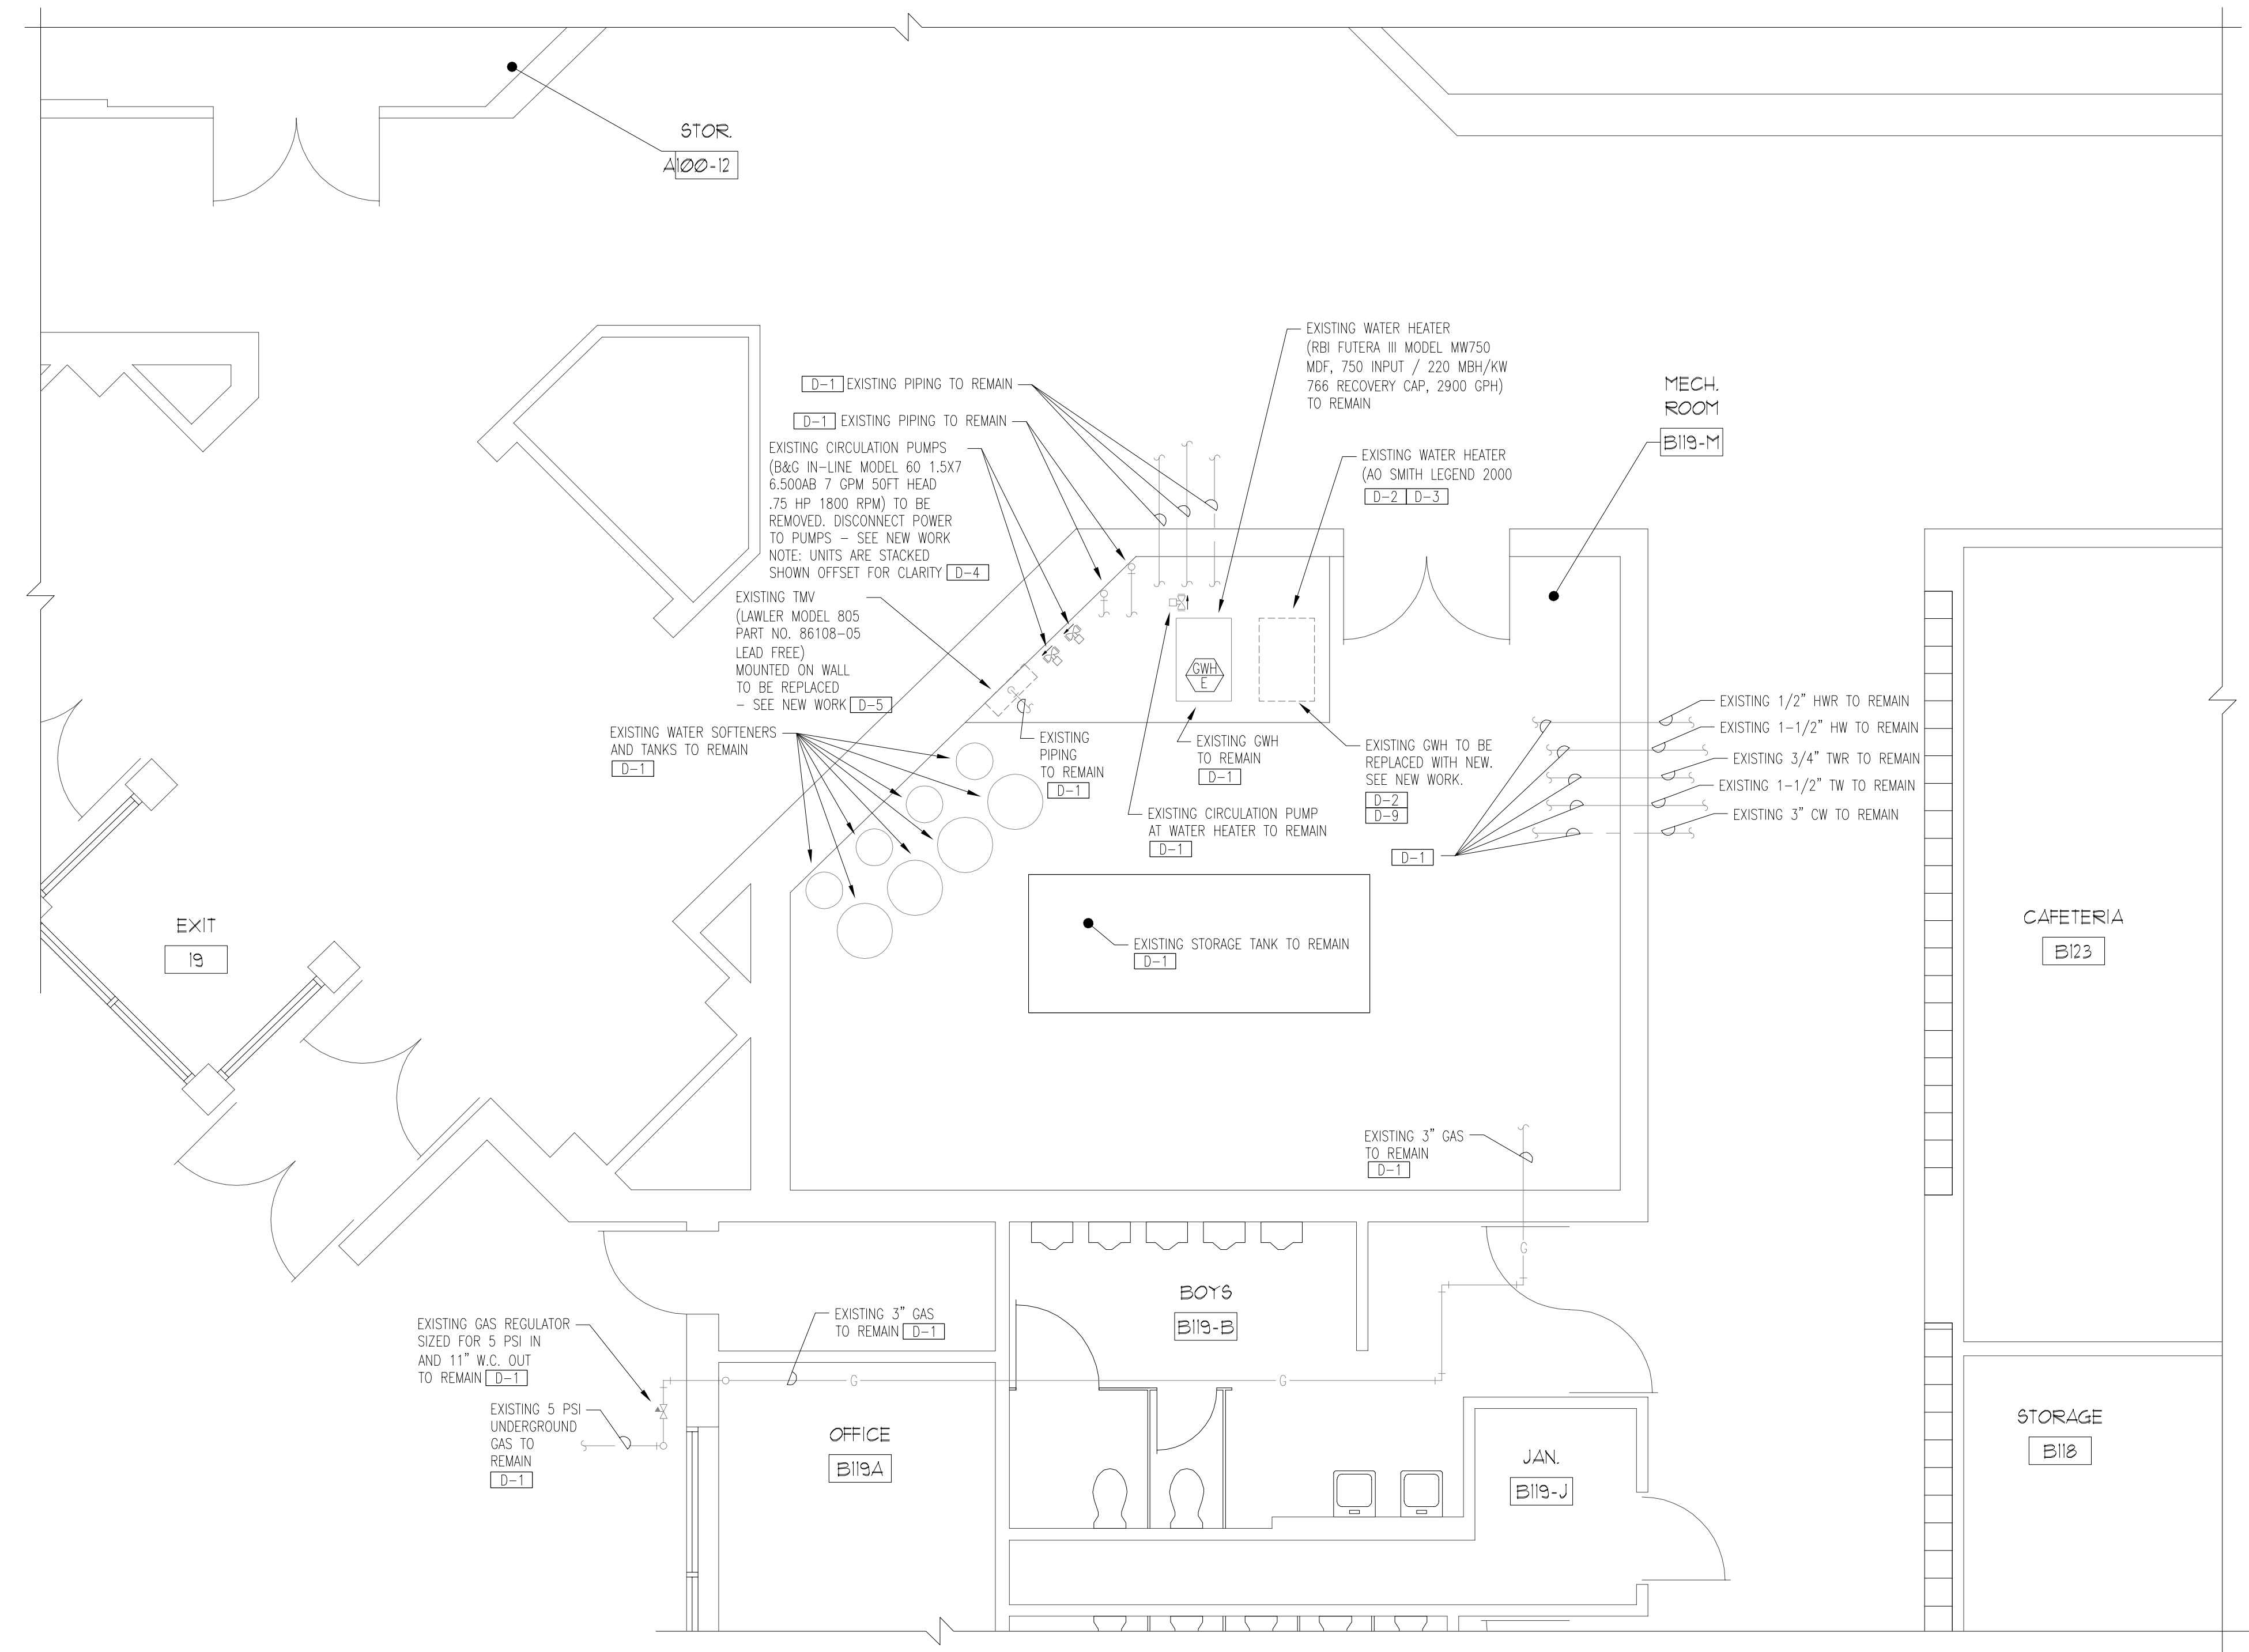 STOR.
A100-12
EXISTING WATER HEATER
(RBI FUTERA III MODEL MW750
MDF, 750 INPUT / 220 MBH/KW
766 RECOVERY CAP, 2900 GPH)
TO REMAIN
D-1 EXISTING PIPING TO REMAIN
D-1 EXISTING PIPING TO REMAIN
MECH.
ROOM
B119-M
EXISTING CIRCULATION PUMPS
(B&G IN-LINE MODEL 60 1.5X7
6.500AB 7 GPM 50FT HEAD
.75 HP 1800 RPM) TO BE
REMOVED. DISCONNECT POWER
TO PUMPS - SEE NEW WORK
NOTE: UNITS ARE STACKED
SHOWN OFFSET FOR CLARITY D-4
EXISTING WATER HEATER
(AO SMITH LEGEND 2000
D-2 D-3
EXISTING TMV
(LAWLER MODEL 805
PART NO. 86108-05
LEAD FREE)
MOUNTED ON WALL
TO BE REPLACED
- SEE NEW WORK D-5
GWH
E
EXISTING WATER SOFTENERS
AND TANKS TO REMAIN
D-1
EXISTING
PIPING
TO REMAIN
D-1
EXISTING GWH
TO REMAIN
D-1
EXISTING GWH TO BE
REPLACED WITH NEW.
SEE NEW WORK.
D-2
D-9
EXISTING CIRCULATION PUMP
AT WATER HEATER TO REMAIN
D-1
EXISTING 1/2" HWR TO REMAIN
EXISTING 1-1/2" HW TO REMAIN
EXISTING 3/4" TWR TO REMAIN
EXISTING 1-1/2" TW TO REMAIN
EXISTING 3" CW TO REMAIN
D-1
EXIT
19
EXISTING STORAGE TANK TO REMAIN
D-1
CAFETERIA
B123
EXISTING 3" GAS
TO REMAIN
D-1
G
BOYS
B119-B
EXISTING GAS REGULATOR
SIZED FOR 5 PSI IN
AND 11" W.C. OUT
TO REMAIN D-1
EXISTING 3" GAS
TO REMAIN D-1
G
G
EXISTING 5 PSI
UNDERGROUND
GAS TO
REMAIN
D-1
OFFICE
B119A
JAN.
B119-J
STORAGE
B118